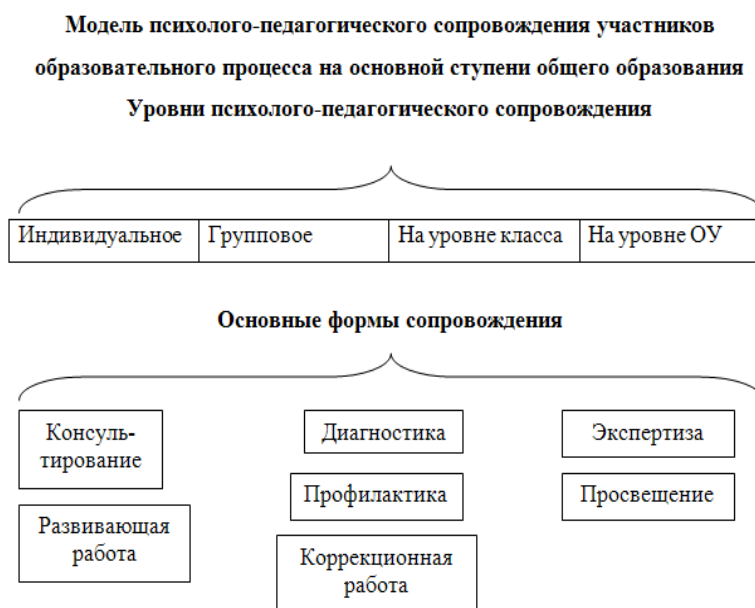 Модель психолого-педагогического сопровождения участников
образовательного процесса на основной ступени общего образования
Уровни психолого-педагогического сопровождения
Индивидуальное Групповое На уровне класса На уровне ОУ
Основные формы сопровождения
Консуль-
тирование
Диагностика
Экспертиза
Профилактика
Просвещение
Развивающая
работа
Коррекционная
работа